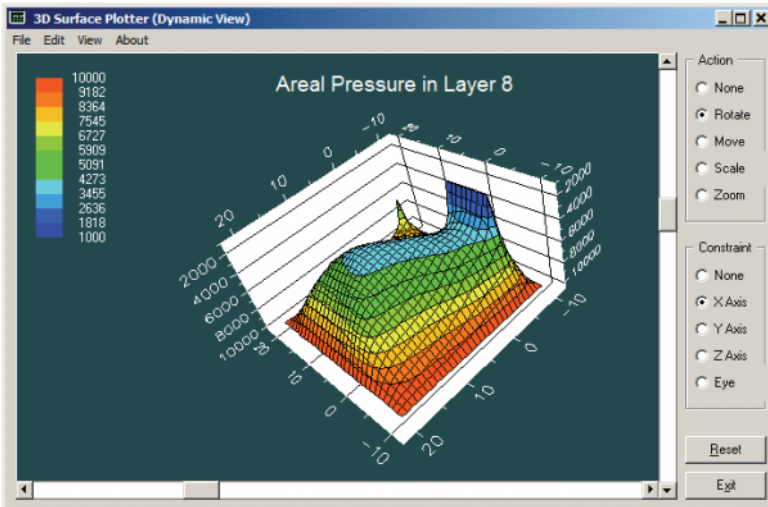 3D Surface Plotter (Dynamic View)
File Edit View About
Areal Pressure in Layer 8
10000
9182
8364
7545
6727
5909
5091
4273
3455
2636
1818
1000
20
10
0
-10
20
10
0
-10
2000
4000
6000
8000
10000
2000
4000
6000
8000
10000
20
10
0
-10
20
10
0
-10
Action
None
Rotate
Move
Scale
Zoom
Constraint
None
X Axis
Y Axis
Z Axis
Eye
Reset
Exit